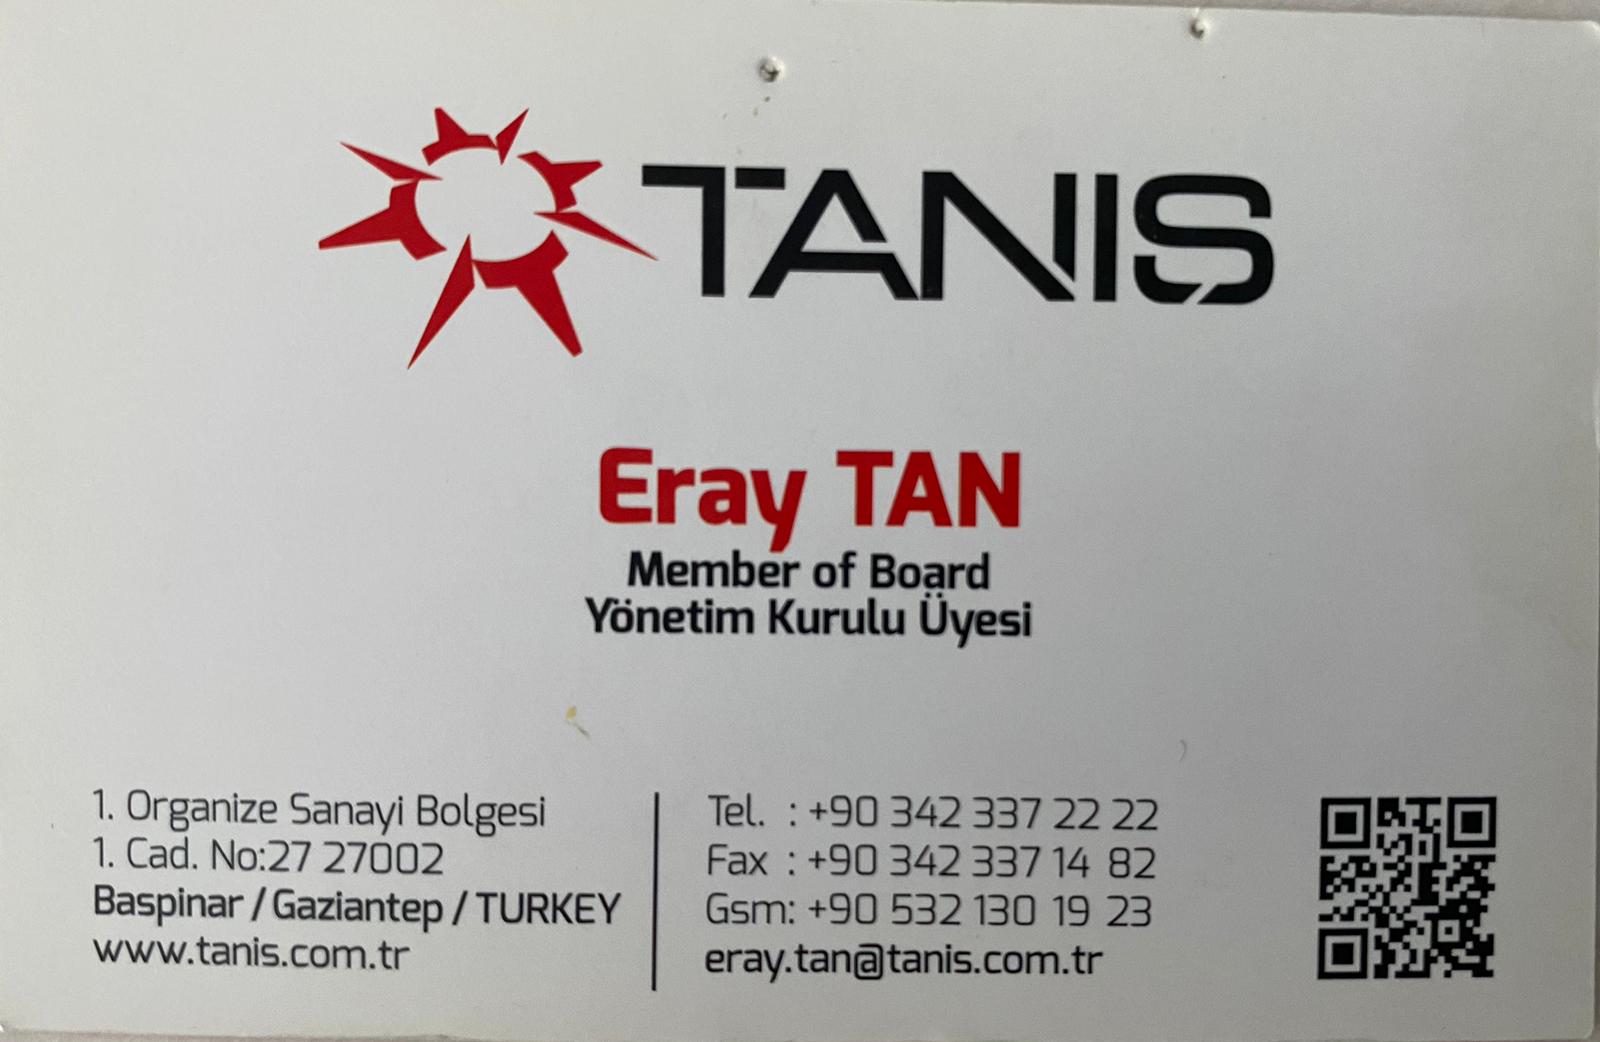 TANIS
Eray TAN
Member of Board
Yönetim Kurulu Üyesi
1. Organize Sanayi Bolgesi
1. Cad. No:27 27002
Baspinar / Gaziantep / TURKEY
www.tanis.com.tr
Tel. : +90 342 337 22 22
Fax : +90 342 337 14 82
Gsm: +90 532 130 19 23
eray.tan@tanis.com.tr